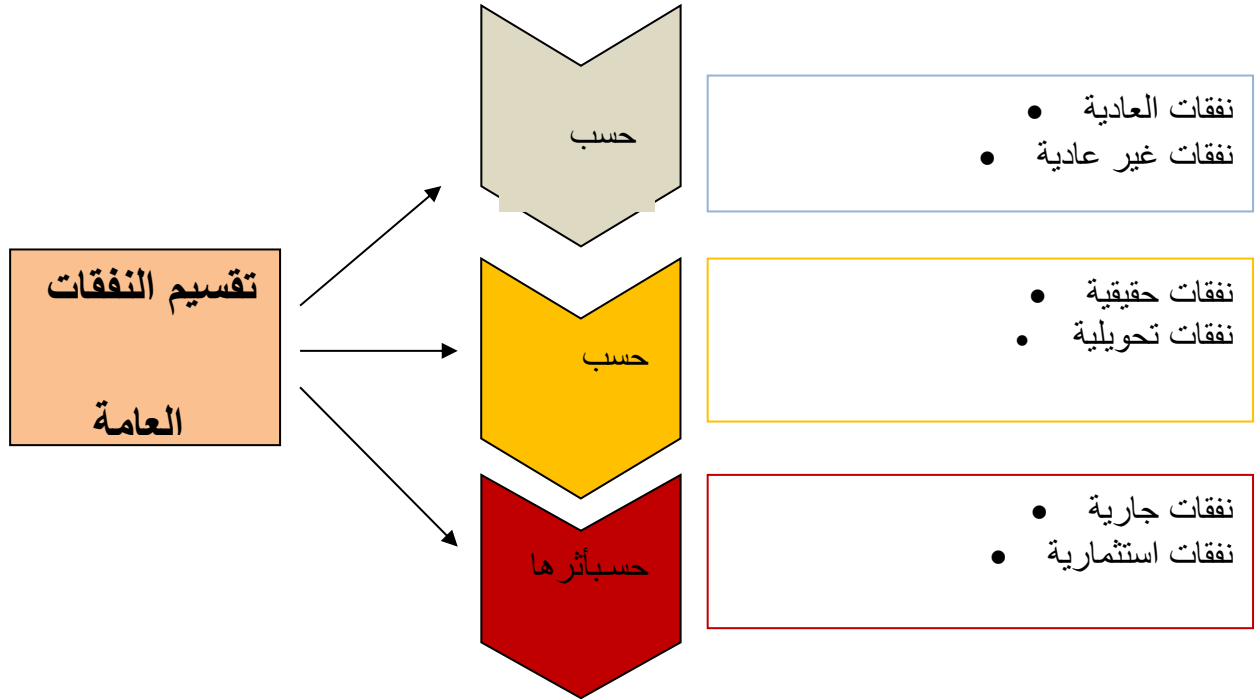 تقسيم النفقات
العامة
حسب
نفقات العادية
نفقات غير عادية
حسب
نفقات حقيقية
نفقات تحويلية
حسبأثرها
نفقات جارية
نفقات استثمارية